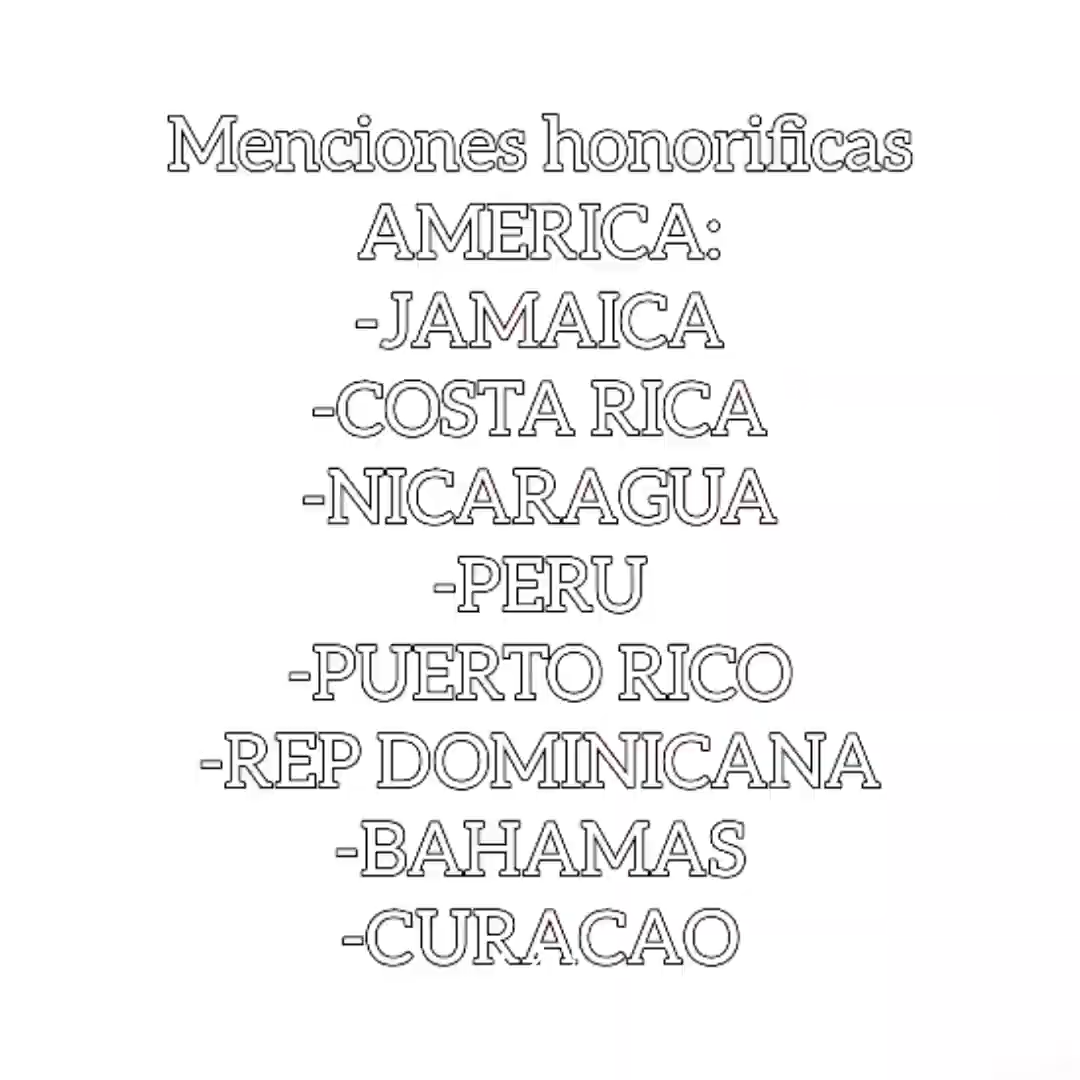 Menciones honorificas
AMERICA:
-JAMAICA
-COSTA RICA
-NICARAGUA
-PERU
-PUERTO RICO
-REP DOMINICANA
-BAHAMAS
-CURACAO